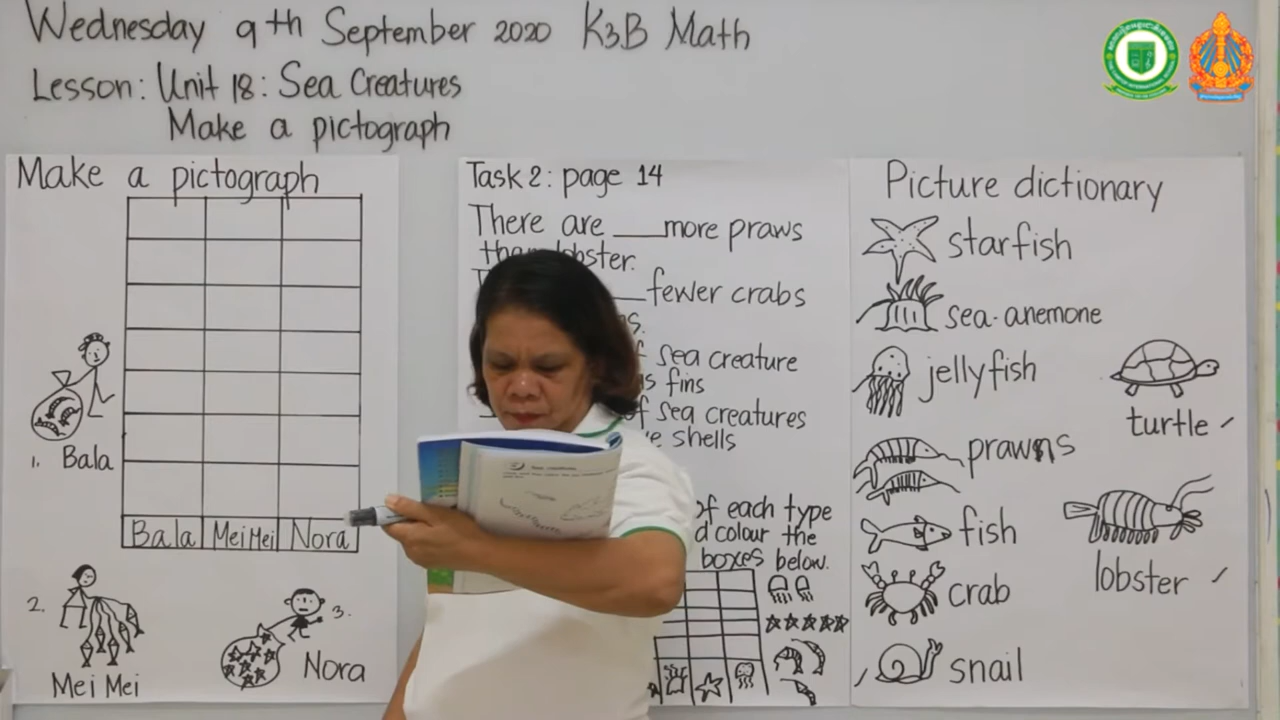 Wednesday 9th September 2020 K3B Math
Lesson: Unit 18: Sea Creatures
Make a pictograph
Make a pictograph
1. Bala
Bala MeiMei Nora
2.
Mei Mei
3.
Nora
Task 2: page 14
There are ___ more praws
than lobster.
fewer crabs
sea creature
fins
of sea creatures
shells
of each type
colour the
boxes below.
Picture dictionary
starfish
sea-anemone
jellyfish
turtle
prawns
fish
lobster
crab
snail